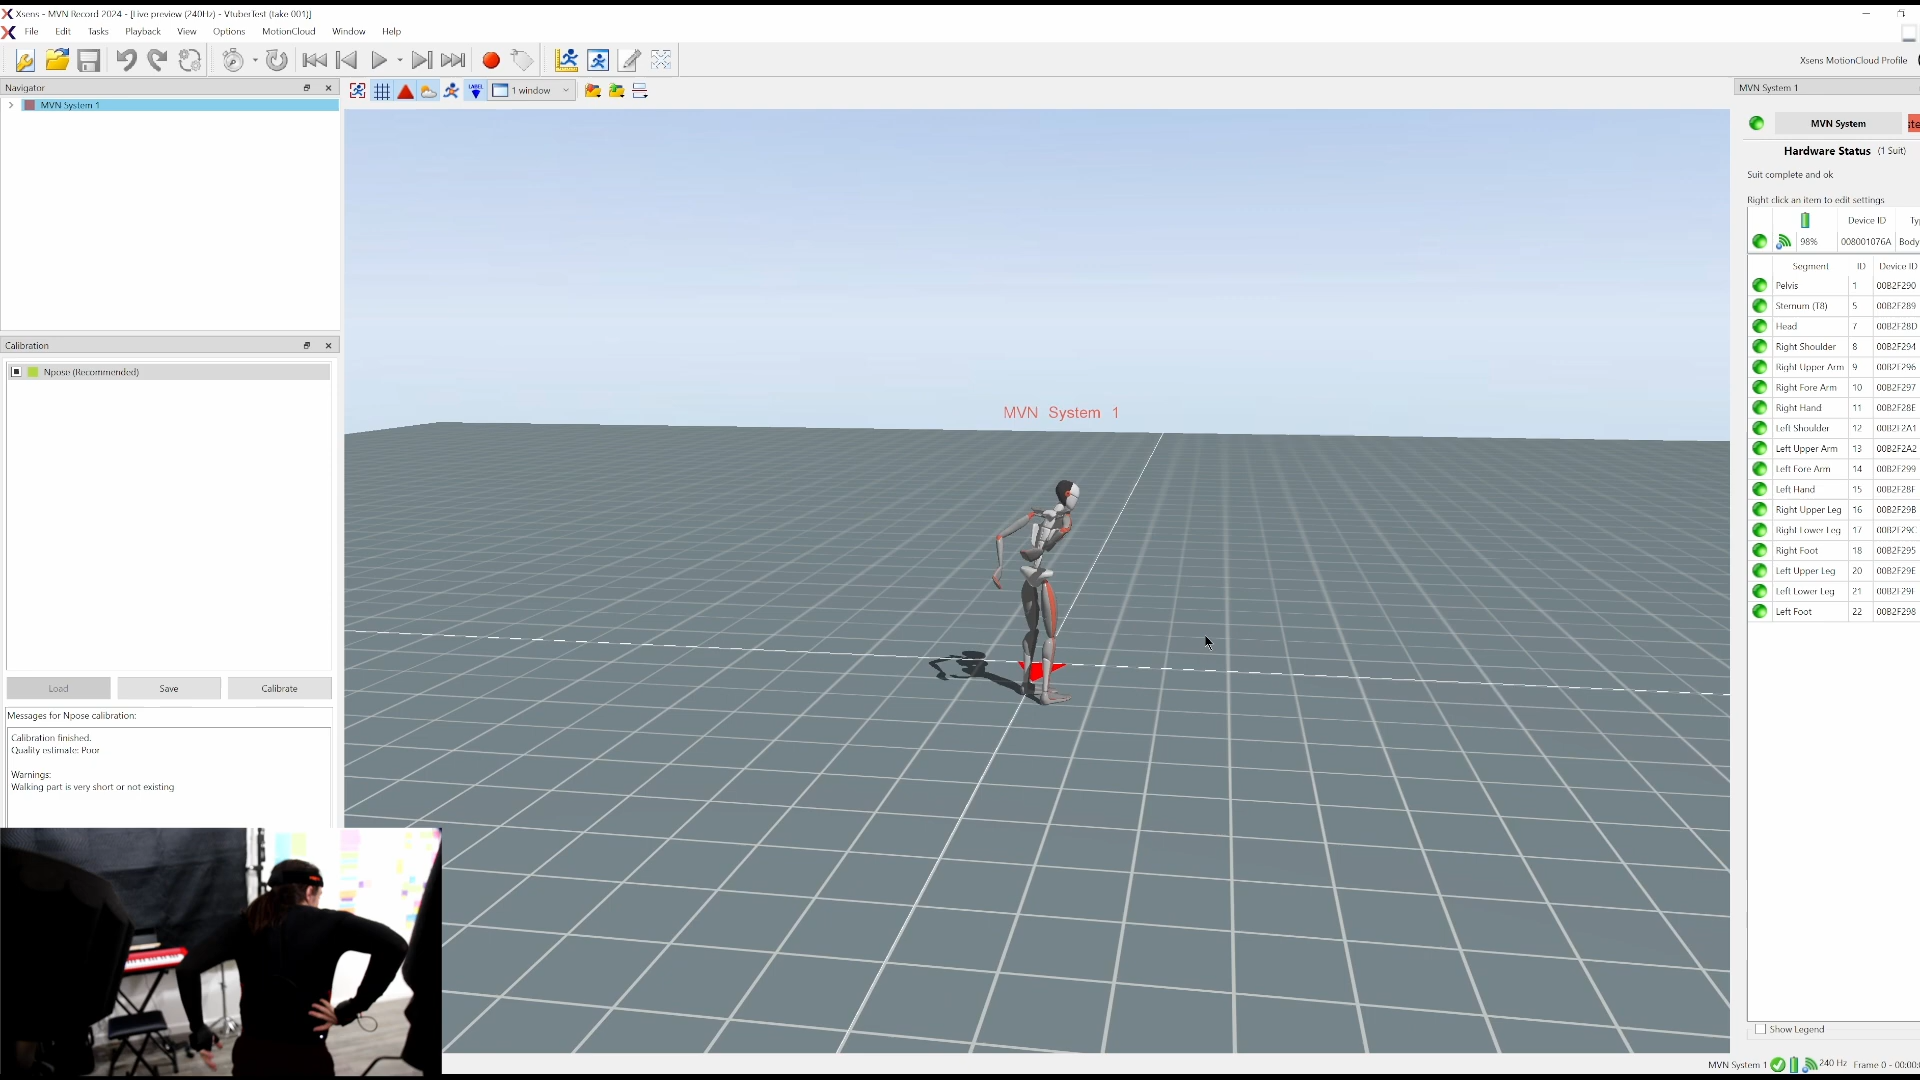 Xsens - MVN Record 2024 - [Live preview (240Hz) - VtuberTest (take 001)]
File Edit Tasks Playback View Options MotionCloud Window Help
Xsens MotionCloud Profile
Navigator
MVN System 1
LABEL
1 window
MVN System 1
MVN System
Hardware Status (1 Suit)
Suit complete and ok
Right click an item to edit settings
Device ID
98% 008001076A Body
Segment ID Device ID
Pelvis 1 00B2F290
Sternum (T8) 5 00B2F289
Head 7 00B2F28D
Right Shoulder 8 00B2F294
Right Upper Arm 9 00B2F296
Right Fore Arm 10 00B2F297
Right Hand 11 00B2F28E
Left Shoulder 12 00B2F2A1
Left Upper Arm 13 00B2F2A2
Left Fore Arm 14 00B2F299
Left Hand 15 00B2F28F
Right Upper Leg 16 00B2F29B
Right Lower Leg 17 00B2F29C
Right Foot 18 00B2F295
Left Upper Leg 20 00B2F29E
Left Lower Leg 21 00B2F29F
Left Foot 22 00B2F298
Show Legend
Calibration
Npose (Recommended)
Load Save Calibrate
Messages for Npose calibration:
Calibration finished.
Quality estimate: Poor
Warnings:
Walking part is very short or not existing
MVN System 1
MVN System 1 240 Hz Frame 0 - 00:00: